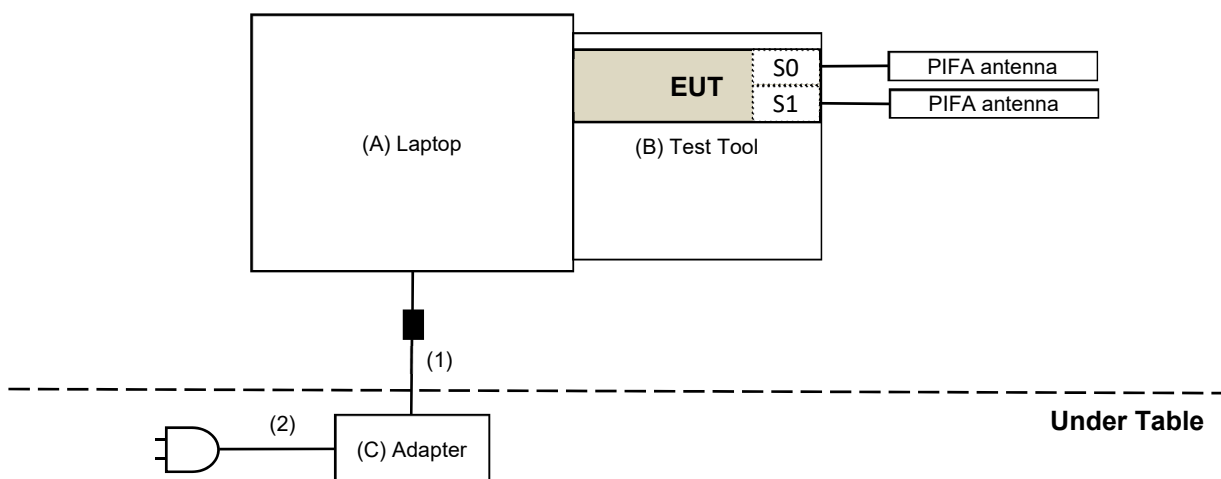 S0
PIFA antenna
EUT
S1
PIFA antenna
(A) Laptop
(B) Test Tool
(1)
Under Table
(2)
(C) Adapter